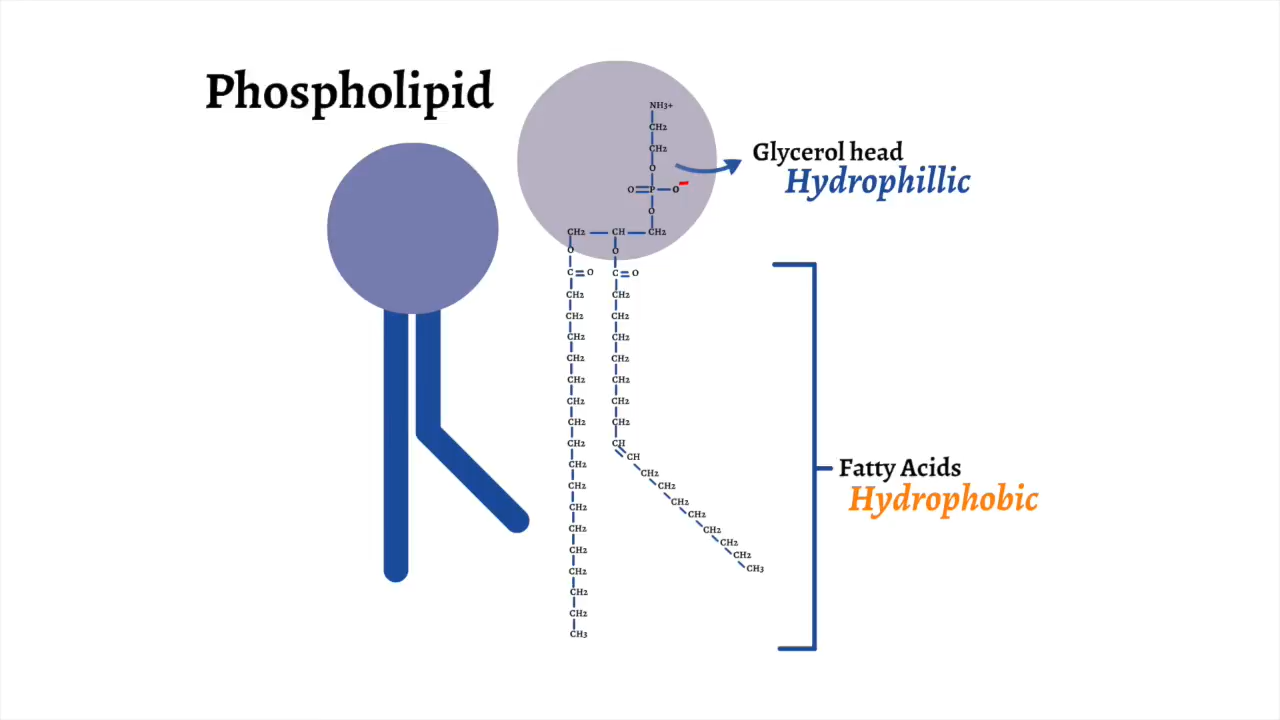 Phospholipid
NH3+
CH2
CH2
O
O P O-
O
CH2 CH CH2
O O
C O C O
CH2 CH2
CH2 CH2
CH2 CH2
CH2 CH2
CH2 CH2
CH2 CH2
CH2 CH2
CH2 CH
CH
CH2 CH2
CH2 CH2
CH2 CH2
CH2
CH2 CH2
CH2
CH2 CH2
CH2 CH3
CH2
CH2
CH3
Glycerol head
Hydrophillic
Fatty Acids
Hydrophobic